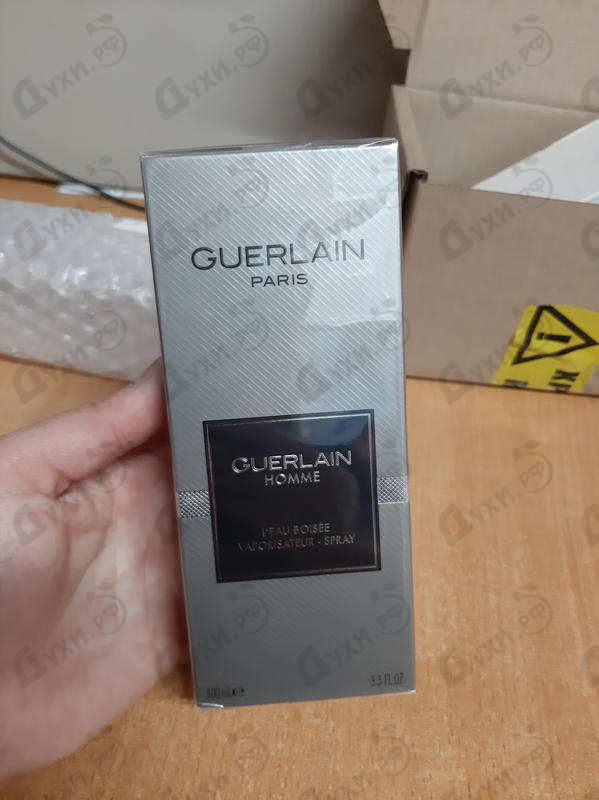 GUERLAIN
PARIS
GUERLAIN
HOMME
L'EAU BOISÉE
VAPORISATEUR - SPRAY
100 ml e
3.3 FL.OZ.
Духи.рф